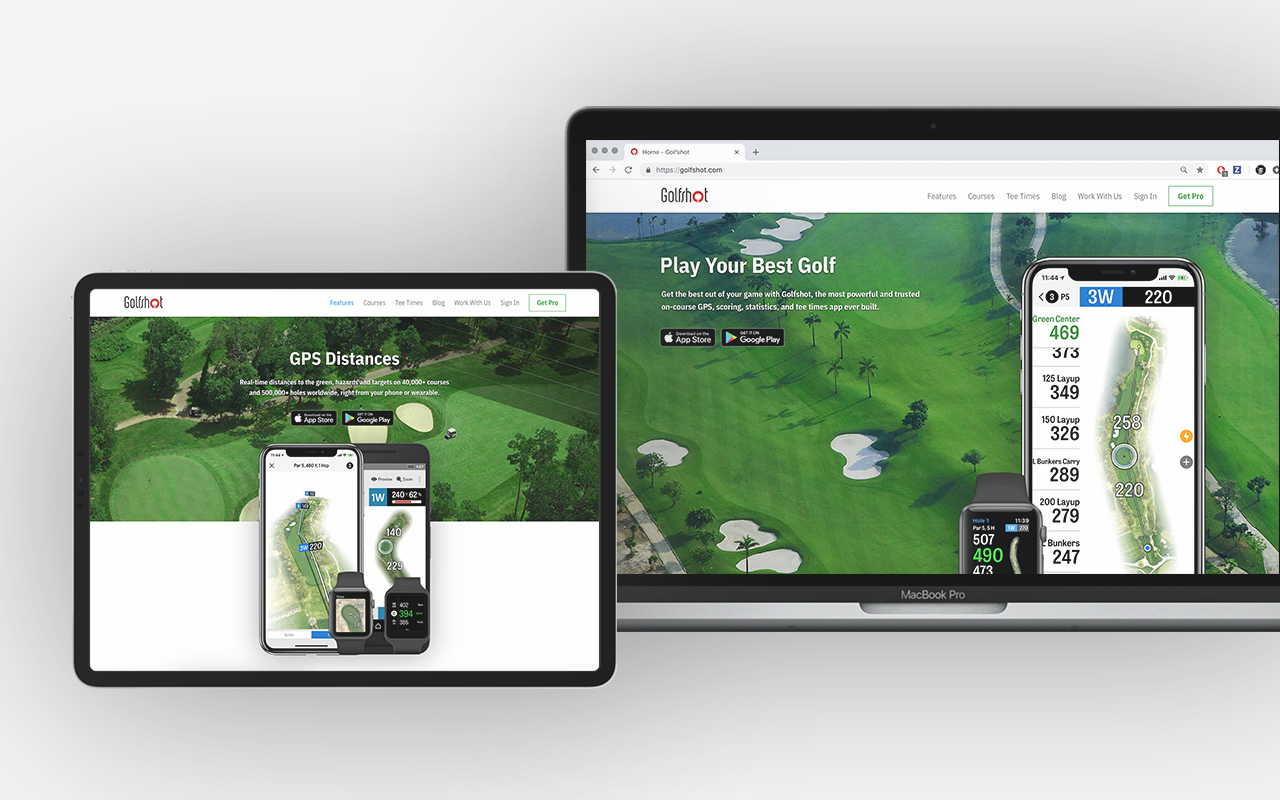 Home - Golfshot
https://golfshot.com
Golfshot
Features Courses Tee Times Blog Work With Us Sign In Get Pro
Play Your Best Golf
Get the best out of your game with Golfshot, the most powerful and trusted
on-course GPS, scoring, statistics, and tee times app ever built.
Download on the
App Store
GET IT ON
Google Play
11:44
3 P5 3W 220
Green Center
469
373
125 Layup
349
150 Layup
326
L Bunkers Carry
289
200 Layup
279
L Bunkers
247
258
220
Hole 1 11:39
Par 5, S H 1W 270
507
490
473
MacBook Pro
Golfshot
Features Courses Tee Times Blog Work With Us Sign In Get Pro
GPS Distances
Real-time distances to the green, hazards and targets on 40,000+ courses
and 500,000+ holes worldwide, right from your phone or wearable.
Download on the
App Store
GET IT ON
Google Play
11:44
Par 5, 480 Y, 1 Hcp
3W 220
Golfer
Preview Zoom
1W 240 Y 62 %
140
225
402
394
385